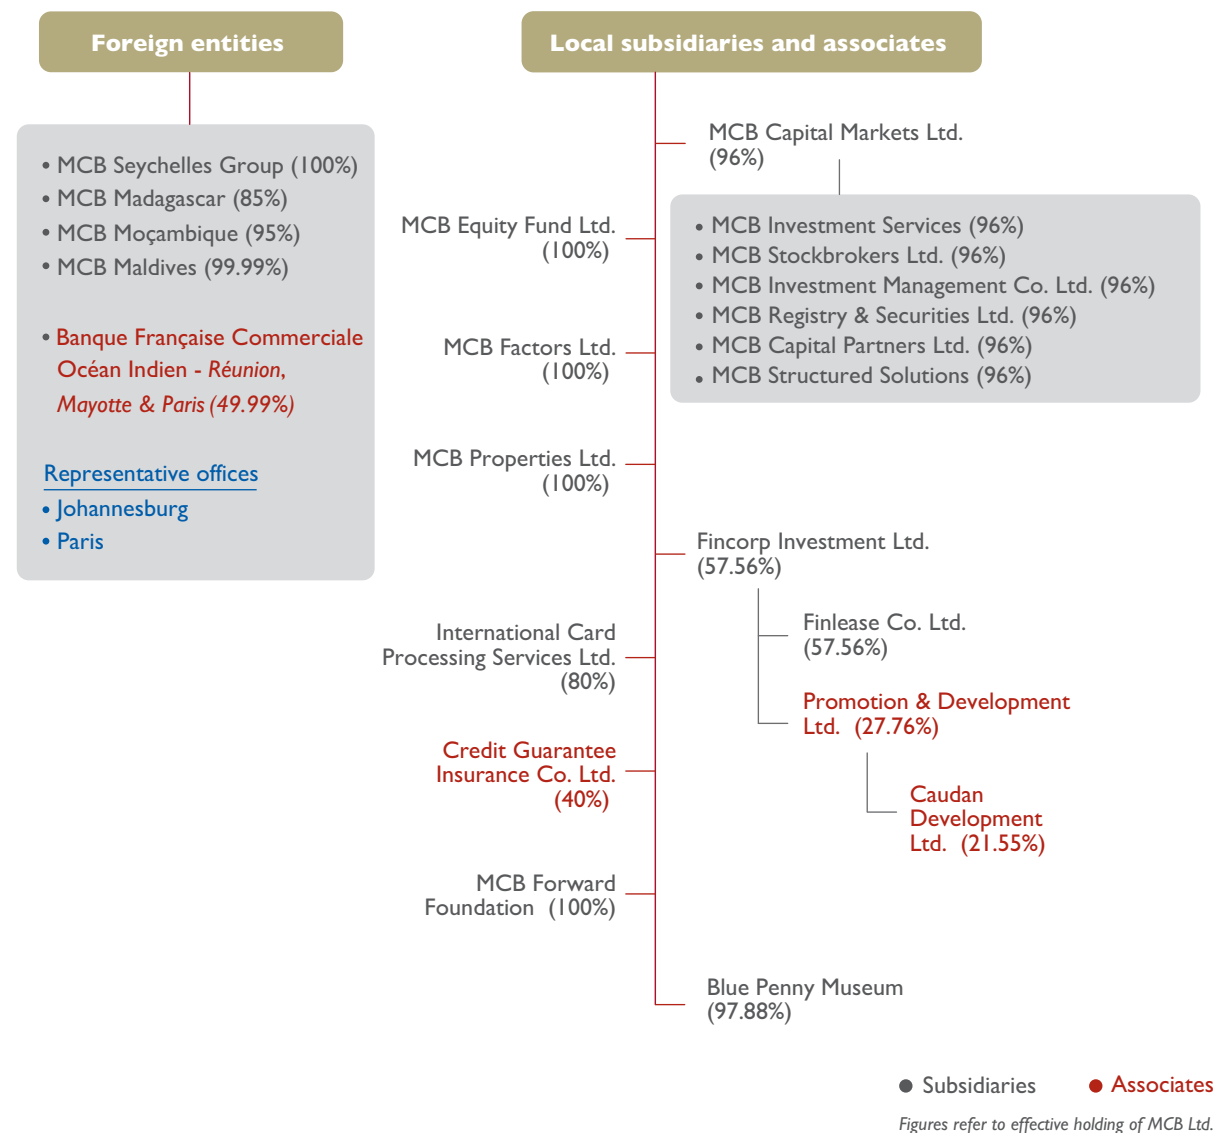 Foreign entities
• MCB Seychelles Group (100%)
• MCB Madagascar (85%)
• MCB Moçambique (95%)
• MCB Maldives (99.99%)
• Banque Française Commerciale
Océan Indien - Réunion,
Mayotte & Paris (49.99%)
Representative offices
• Johannesburg
• Paris
Local subsidiaries and associates
MCB Capital Markets Ltd.
(96%)
• MCB Investment Services (96%)
• MCB Stockbrokers Ltd. (96%)
• MCB Investment Management Co. Ltd. (96%)
• MCB Registry & Securities Ltd. (96%)
• MCB Capital Partners Ltd. (96%)
• MCB Structured Solutions (96%)
MCB Equity Fund Ltd.
(100%)
MCB Factors Ltd.
(100%)
MCB Properties Ltd.
(100%)
Fincorp Investment Ltd.
(57.56%)
Finlease Co. Ltd.
(57.56%)
Promotion & Development
Ltd. (27.76%)
Caudan
Development
Ltd. (21.55%)
International Card
Processing Services Ltd.
(80%)
Credit Guarantee
Insurance Co. Ltd.
(40%)
MCB Forward
Foundation (100%)
Blue Penny Museum
(97.88%)
● Subsidiaries ● Associates
Figures refer to effective holding of MCB Ltd.